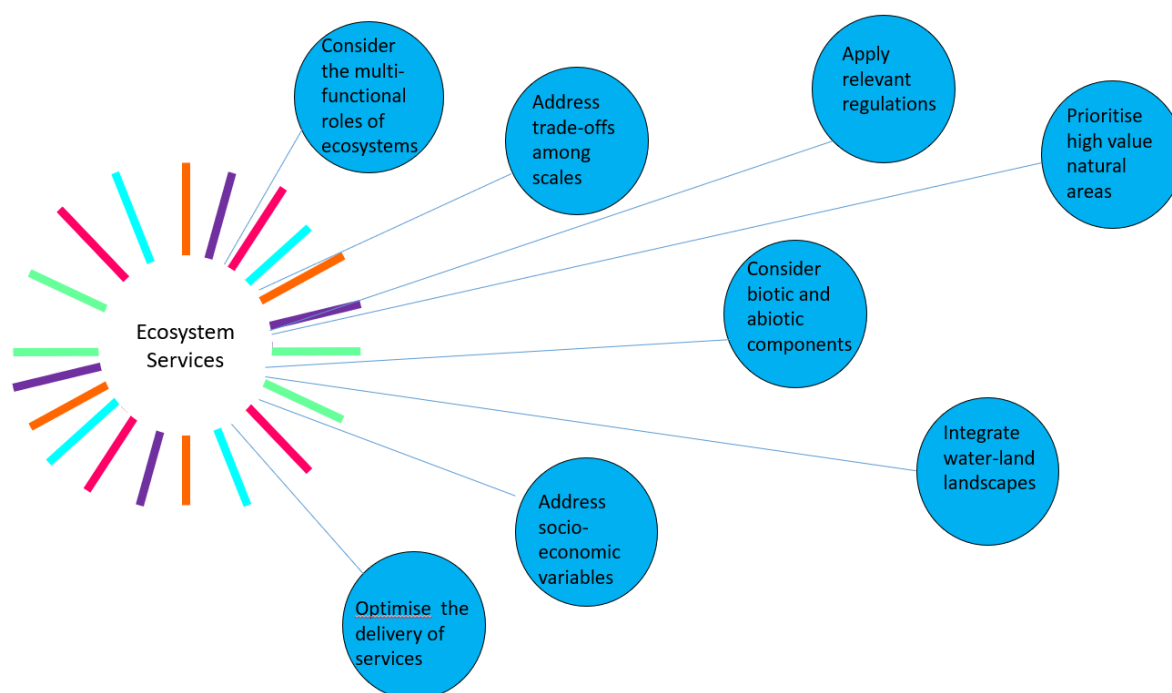 Consider
the multi-
functional
roles of
ecosystems
Address
trade-offs
among
scales
Apply
relevant
regulations
Prioritise
high value
natural
areas
Ecosystem
Services
Consider
biotic and
abiotic
components
Integrate
water-land
landscapes
Address
socio-
economic
variables
Optimise the
delivery of
services